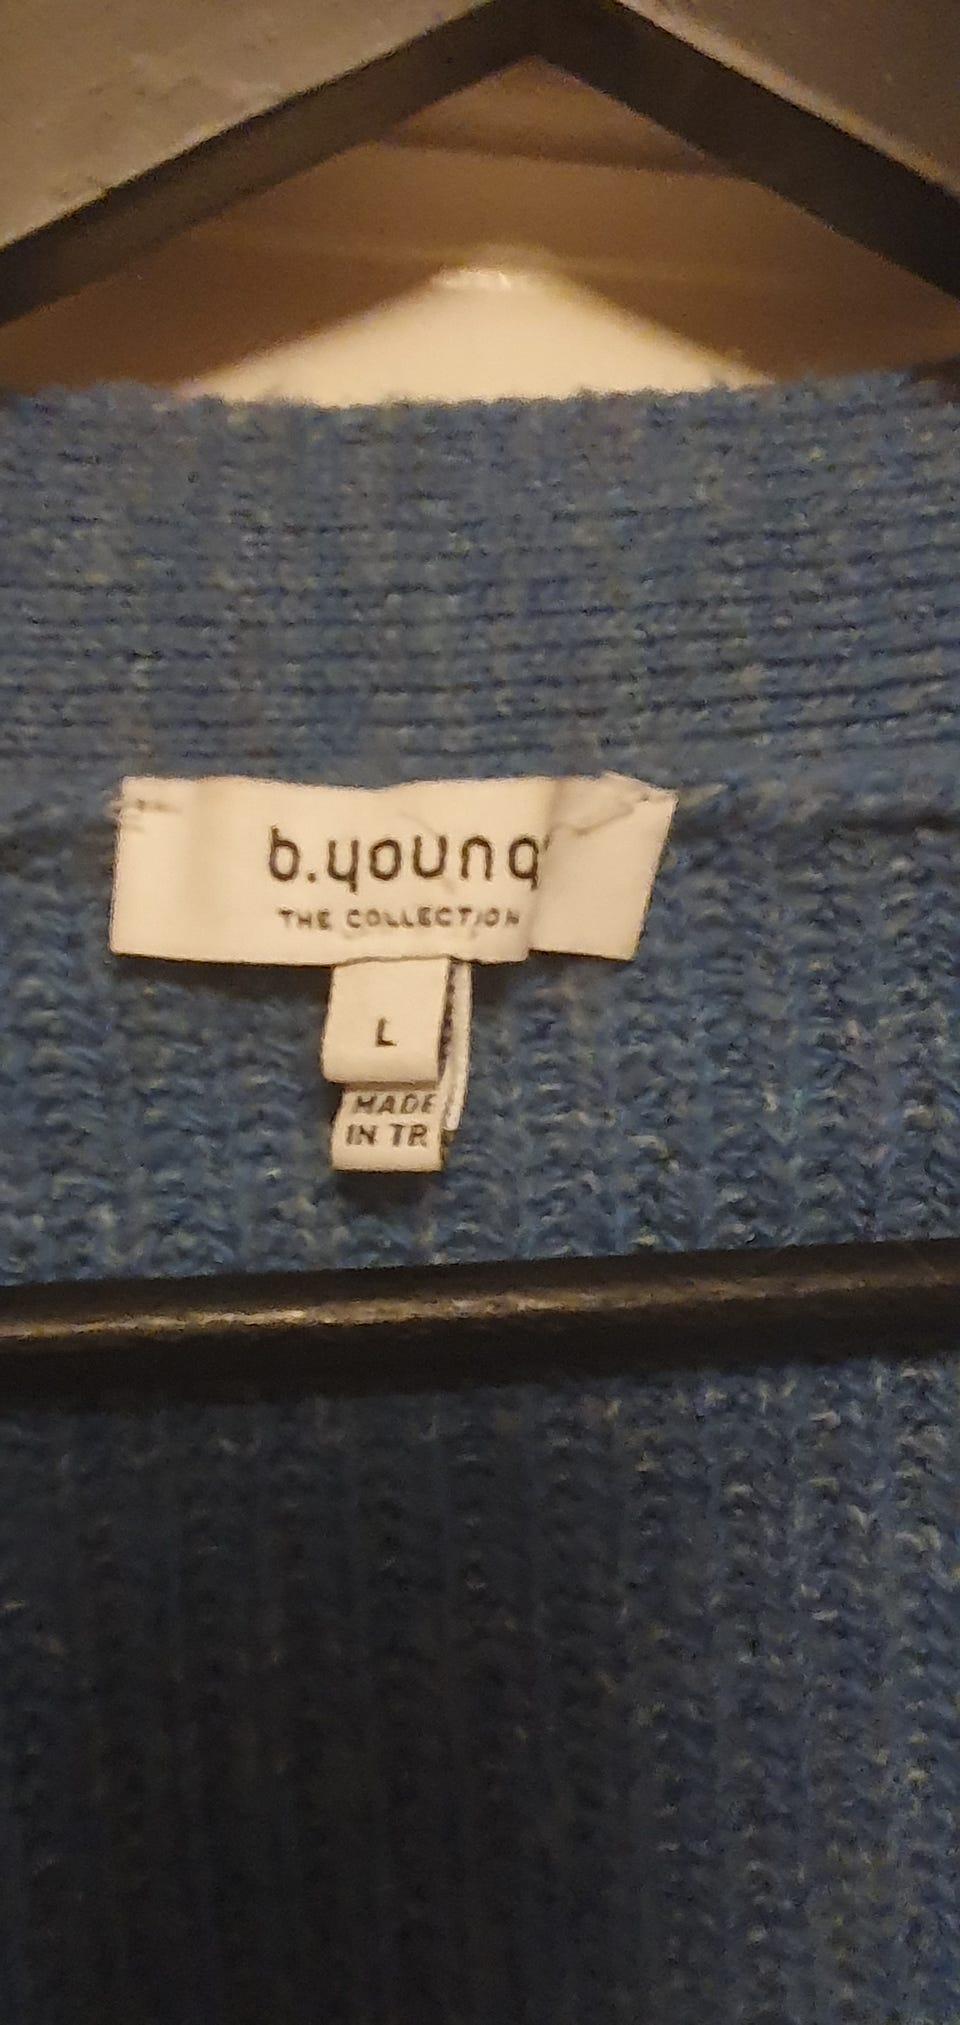 b.young
THE COLLECTION
L
MADE
IN TR